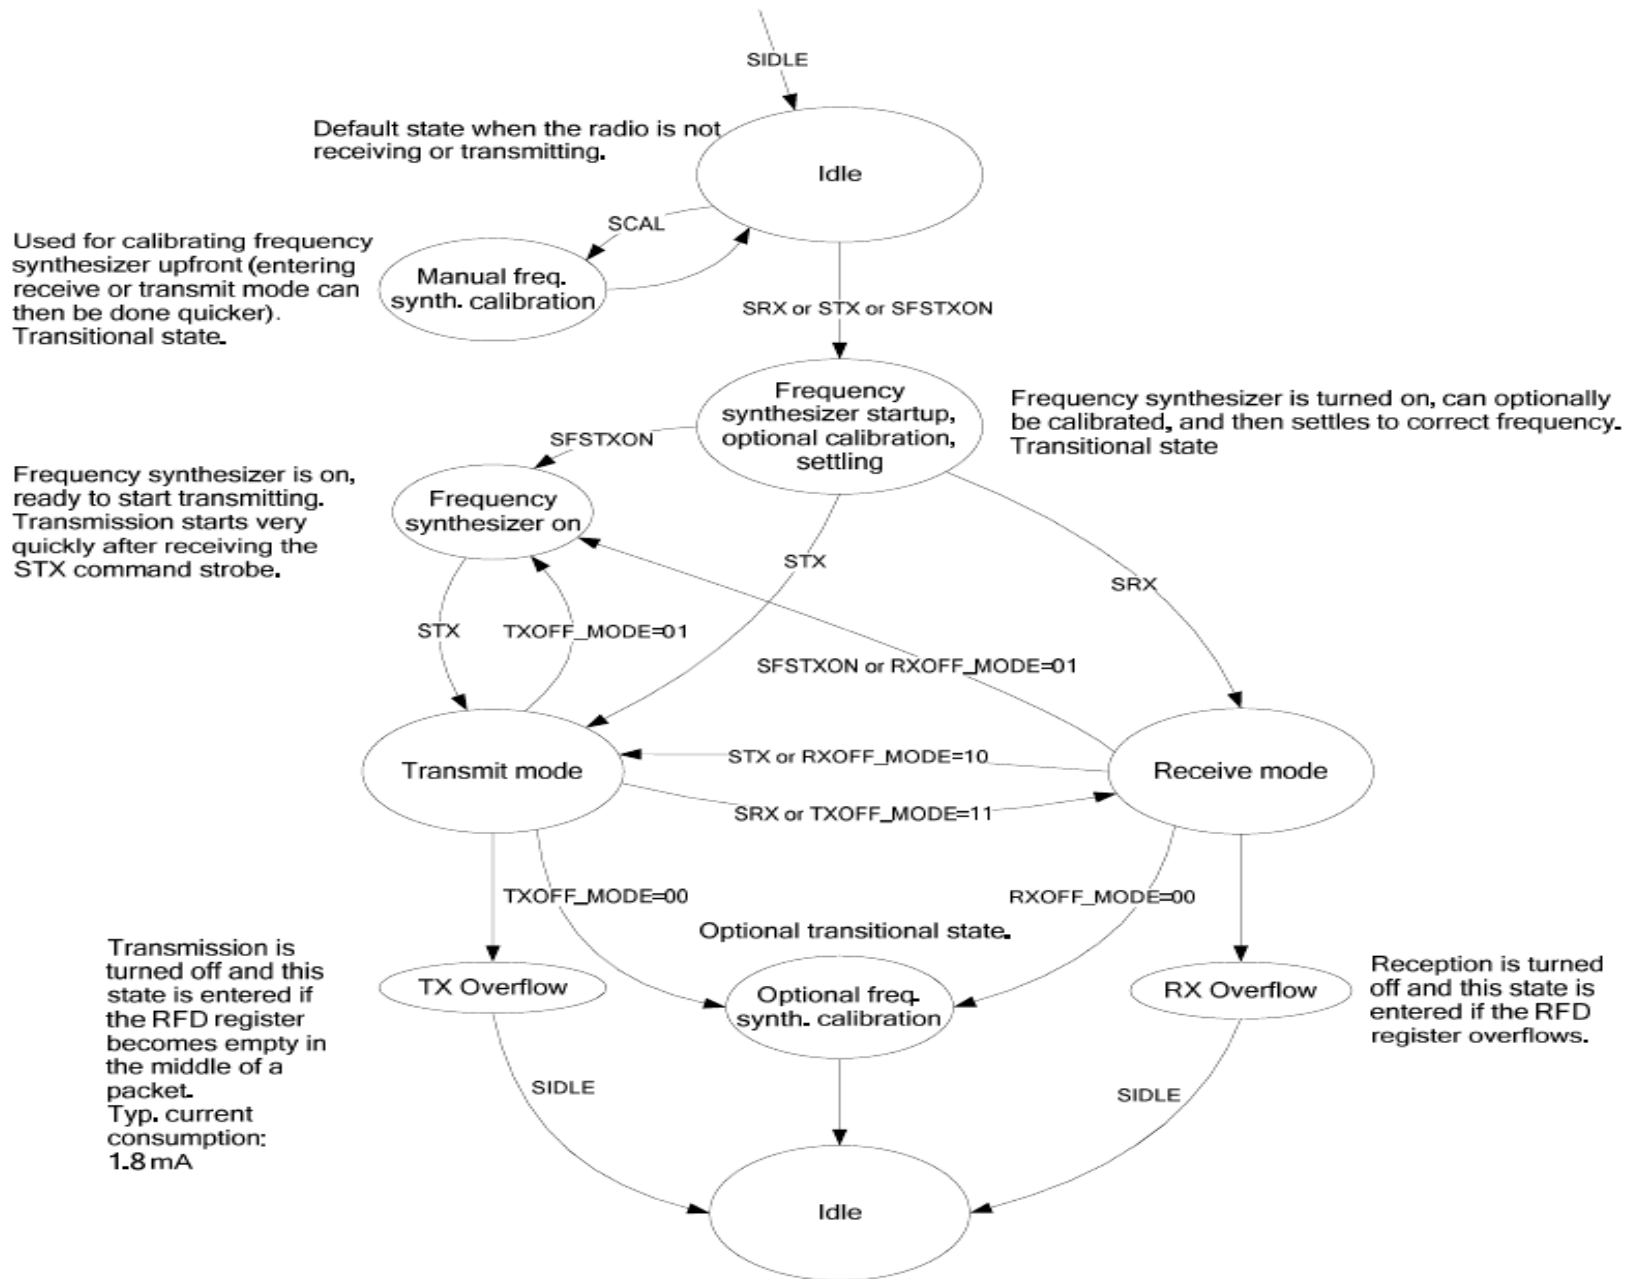 SIDLE
Default state when the radio is not
receiving or transmitting.
Idle
SCAL
Used for calibrating frequency
synthesizer upfront (entering
receive or transmit mode can
then be done quicker).
Transitional state.
Manual freq.
synth. calibration
SRX or STX or SFSTXON
Frequency
synthesizer startup,
optional calibration,
settling
Frequency synthesizer is turned on, can optionally
be calibrated, and then settles to correct frequency.
Transitional state
SFSTXON
Frequency synthesizer is on,
ready to start transmitting.
Transmission starts very
quickly after receiving the
STX command strobe.
Frequency
synthesizer on
STX
SRX
STX
TXOFF_MODE=01
SFSTXON or RXOFF_MODE=01
Transmit mode
STX or RXOFF_MODE=10
Receive mode
SRX or TXOFF_MODE=11
TXOFF_MODE=00
RXOFF_MODE=00
Optional transitional state.
Transmission is
turned off and this
state is entered if
the RFD register
becomes empty in
the middle of a
packet.
Typ. current
consumption:
1.8 mA
TX Overflow
Optional freq.
synth. calibration
RX Overflow
Reception is turned
off and this state is
entered if the RFD
register overflows.
SIDLE
SIDLE
Idle